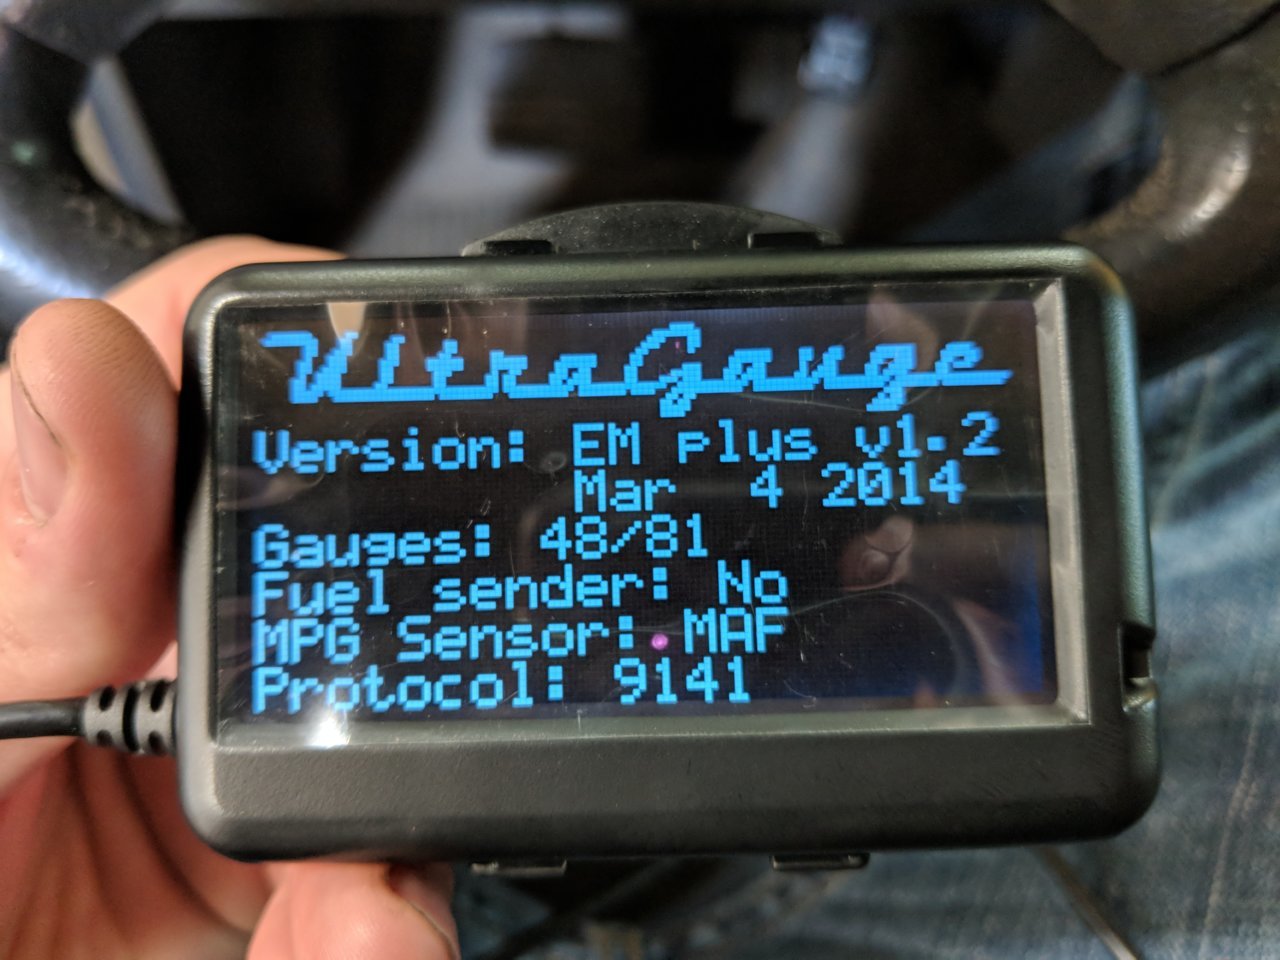 UltraGauge
Version: EM plus v1.2
Mar 4 2014
Gauges: 48/81
Fuel sender: No
MPG Sensor: MAF
Protocol: 9141